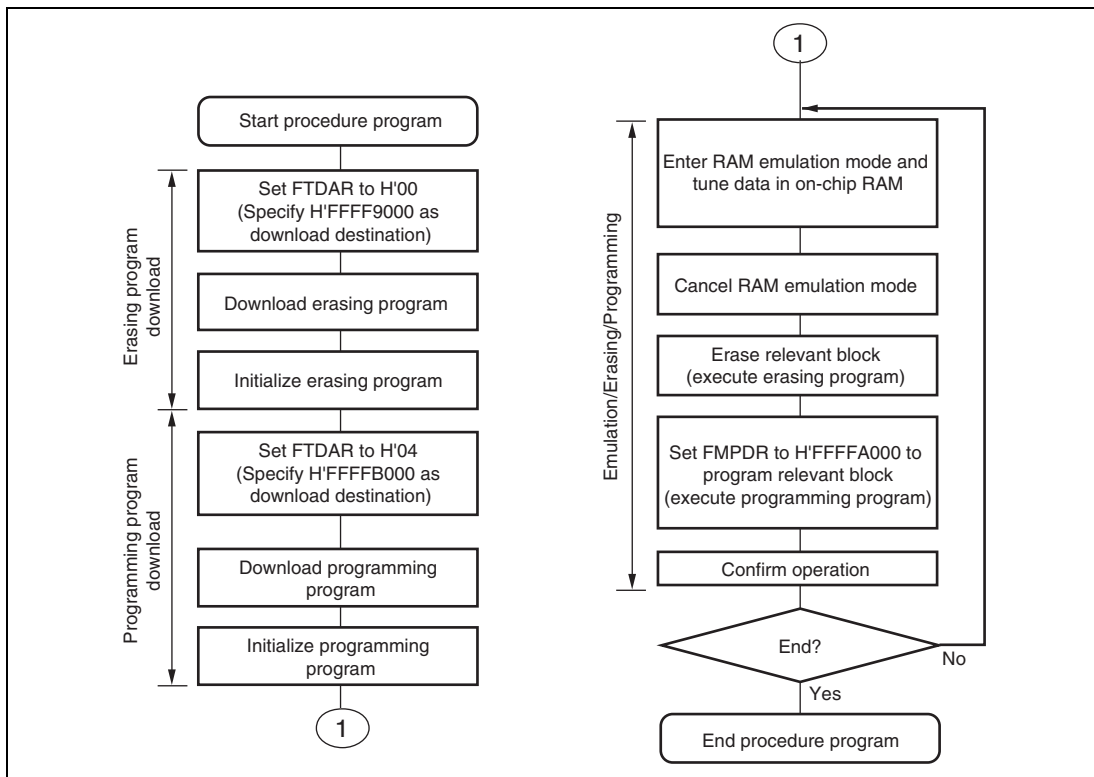 Start procedure program
Erasing program
download
Set FTDAR to H'00
(Specify H'FFFF9000 as
download destination)
Download erasing program
Initialize erasing program
Programming program
download
Set FTDAR to H'04
(Specify H'FFFFB000 as
download destination)
Download programming
program
Initialize programming
program
1
1
Emulation/Erasing/Programming
Enter RAM emulation mode and
tune data in on-chip RAM
Cancel RAM emulation mode
Erase relevant block
(execute erasing program)
Set FMPDR to H'FFFFA000 to
program relevant block
(execute programming program)
Confirm operation
End?
No
Yes
End procedure program